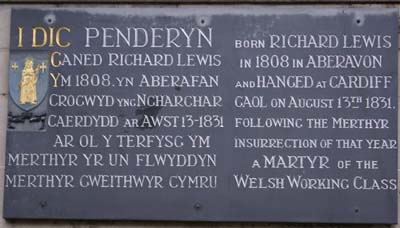 I DIC PENDERYN
GANED RICHARD LEWIS
YM 1808. YN ABERAFAN
CROGWYD YNG NGHARCHAR
CAERDYDD AR AWST 13-1831
AR OL Y TERFYSG YM
MERTHYR YR UN FLWYDDYN
MERTHYR GWEITHWYR CYMRU
BORN RICHARD LEWIS
IN 1808 IN ABERAVON
AND HANGED AT CARDIFF
GAOL ON AUGUST 13TH 1831.
FOLLOWING THE MERTHYR
INSURRECTION OF THAT YEAR
A MARTYR OF THE
WELSH WORKING CLASS